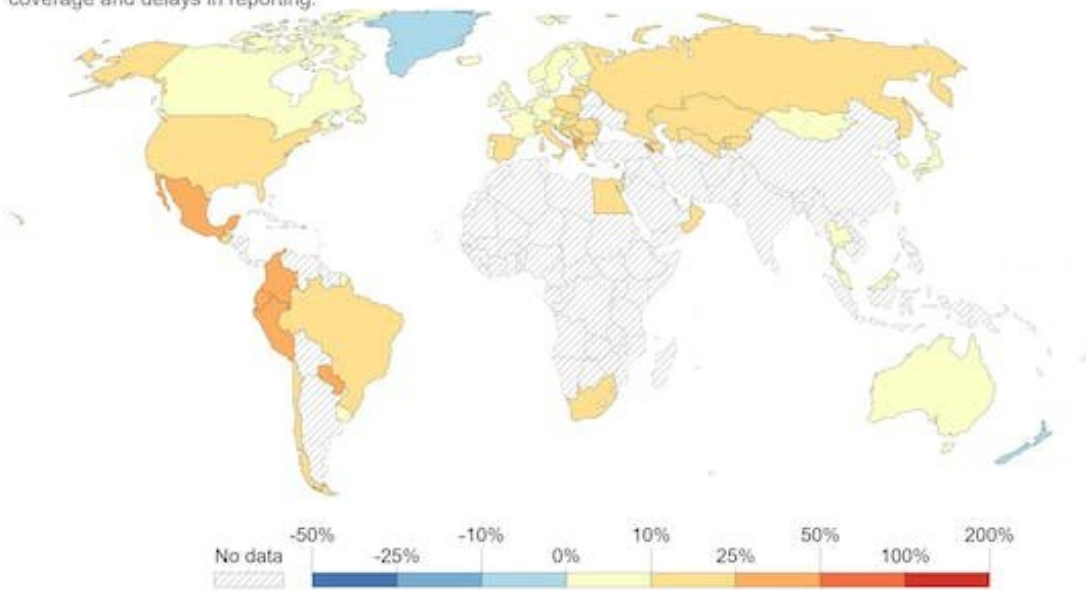 coverage and delays in reporting.
-50% -10% 10% 50% 200%
No data -25% 0% 25% 100%